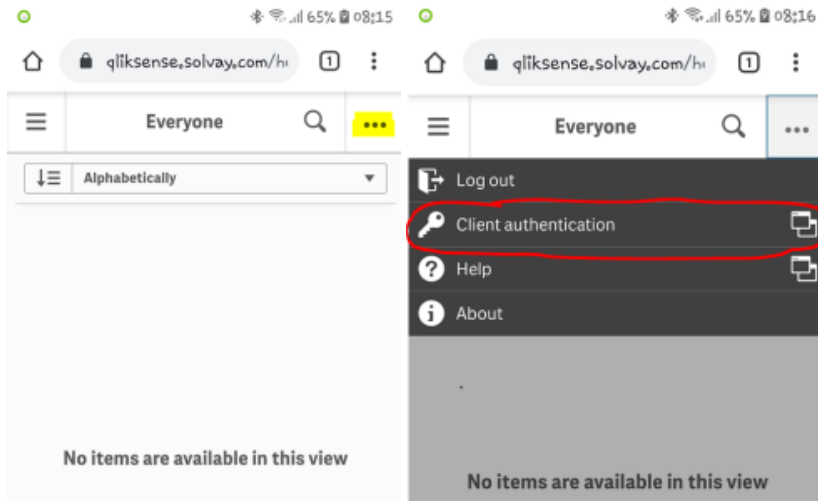 65% 08:15
qliksense.solvay.com/h
1
Everyone
Alphabetically
No items are available in this view
65% 08:16
qliksense.solvay.com/h
1
Everyone
Log out
Client authentication
Help
About
No items are available in this view